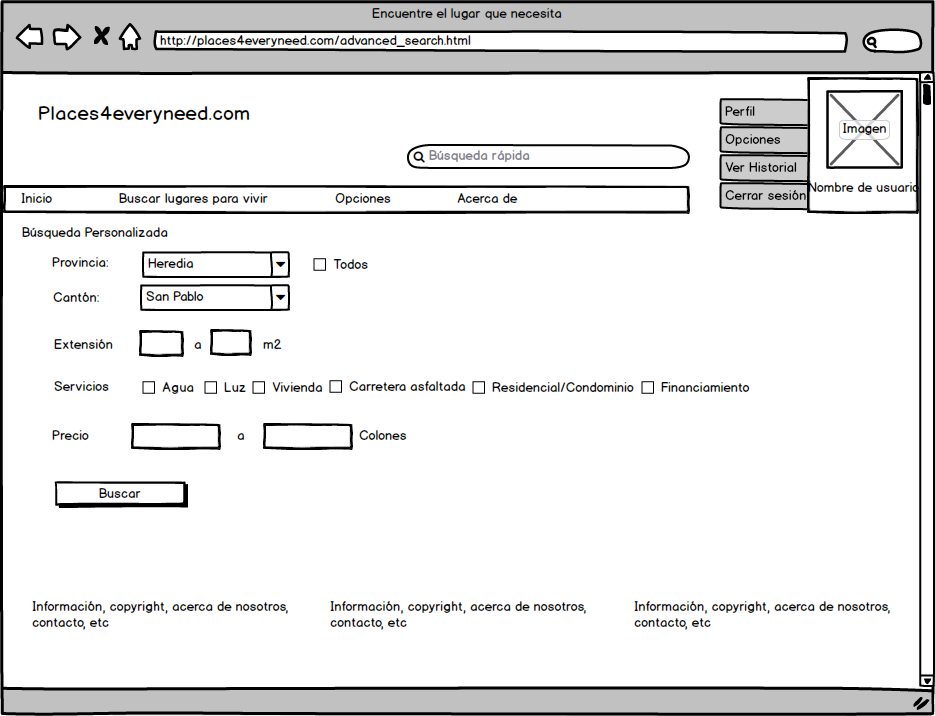 Encuentre el lugar que necesita
http://places4everyneed.com/advanced_search.html
Places4everyneed.com
Búsqueda rápida
Perfil
Opciones
Ver Historial
Cerrar sesión
Imagen
Nombre de usuario
Inicio Buscar lugares para vivir Opciones Acerca de
Búsqueda Personalizada
Provincia: Heredia Todos
Cantón: San Pablo
Extensión a m2
Servicios Agua Luz Vivienda Carretera asfaltada Residencial/Condominio Financiamiento
Precio a Colones
Buscar
Información, copyright, acerca de nosotros,
contacto, etc
Información, copyright, acerca de nosotros,
contacto, etc
Información, copyright, acerca de nosotros,
contacto, etc